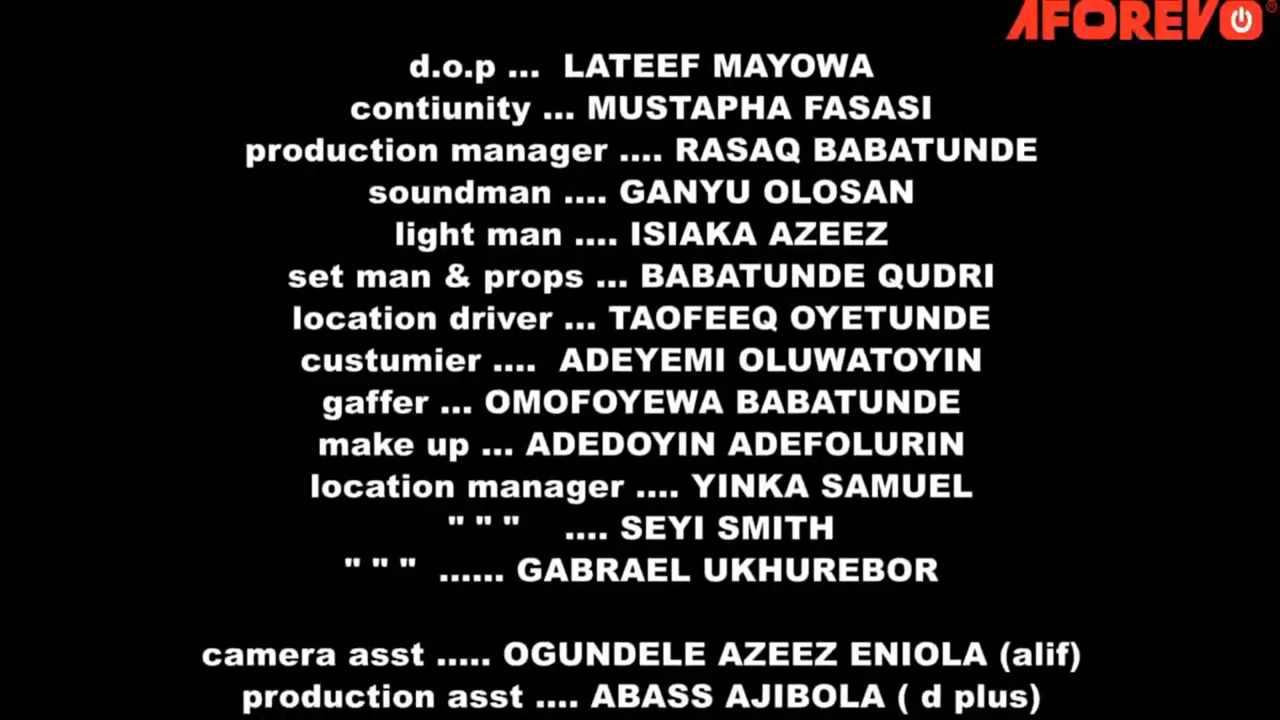 AFOREVO®
d.o.p ... LATEEF MAYOWA
contiunity ... MUSTAPHA FASASI
production manager .... RASAQ BABATUNDE
soundman .... GANYU OLOSAN
light man .... ISIAKA AZEEZ
set man & props ... BABATUNDE QUDRI
location driver ... TAOFEEQ OYETUNDE
custumier .... ADEYEMI OLUWATOYIN
gaffer ... OMOFOYEWA BABATUNDE
make up ... ADEDOYIN ADEFOLURIN
location manager .... YINKA SAMUEL
" " " .... SEYI SMITH
" " " ...... GABRAEL UKHUREBOR
camera asst ..... OGUNDELE AZEEZ ENIOLA (alif)
production asst .... ABASS AJIBOLA ( d plus)